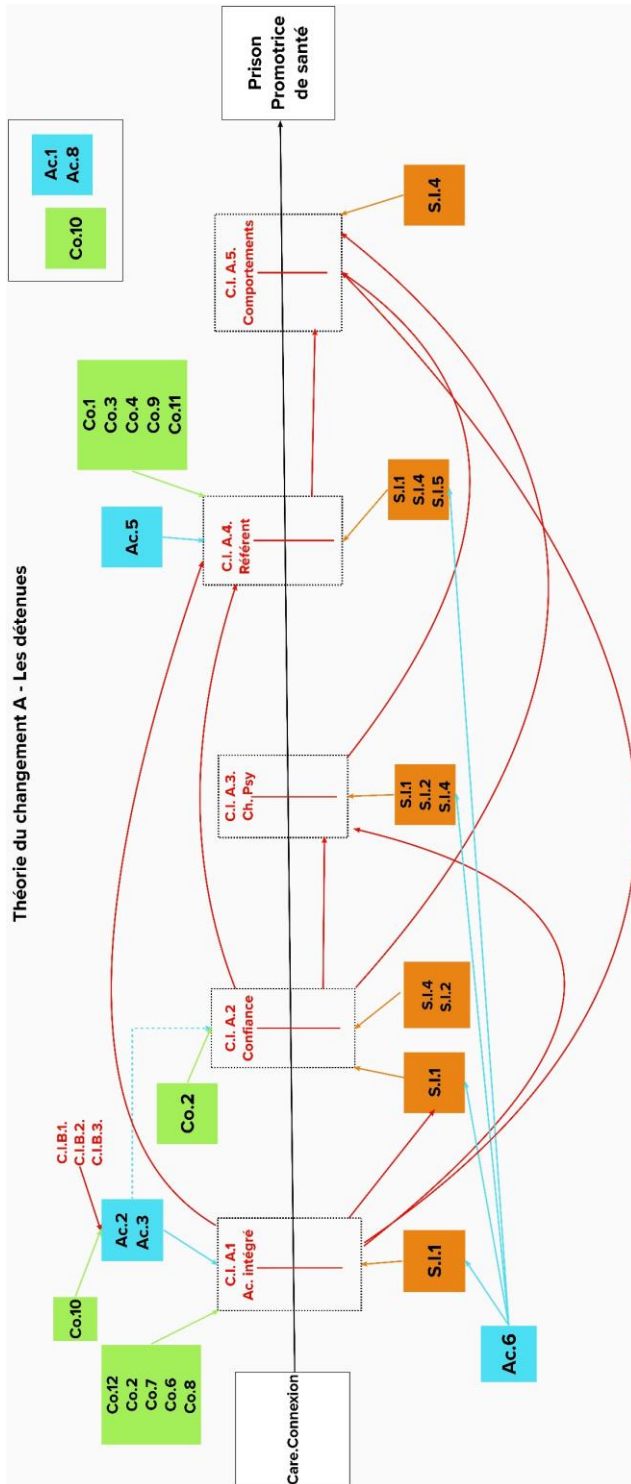 Théorie du changement A - Les détenues
Care.Connexion
Co.12
Co.2
Co.7
Co.6
Co.8
Co.10
C.I.B.1.
C.I.B.2.
C.I.B.3.
Ac.2
Ac.3
C.I. A.1
Ac. intégré
S.I.1
Ac.6
Co.2
C.I. A.2
Confiance
S.I.1
S.I.4
S.I.2
C.I. A.3.
Ch. Psy
S.I.1
S.I.2
S.I.4
Ac.5
Co.1
Co.3
Co.4
Co.9
Co.11
C.I. A.4.
Référent
S.I.1
S.I.4
S.I.5
C.I. A.5.
Comportements
S.I.4
Co.10
Ac.1
Ac.8
Prison
Promotrice
de santé